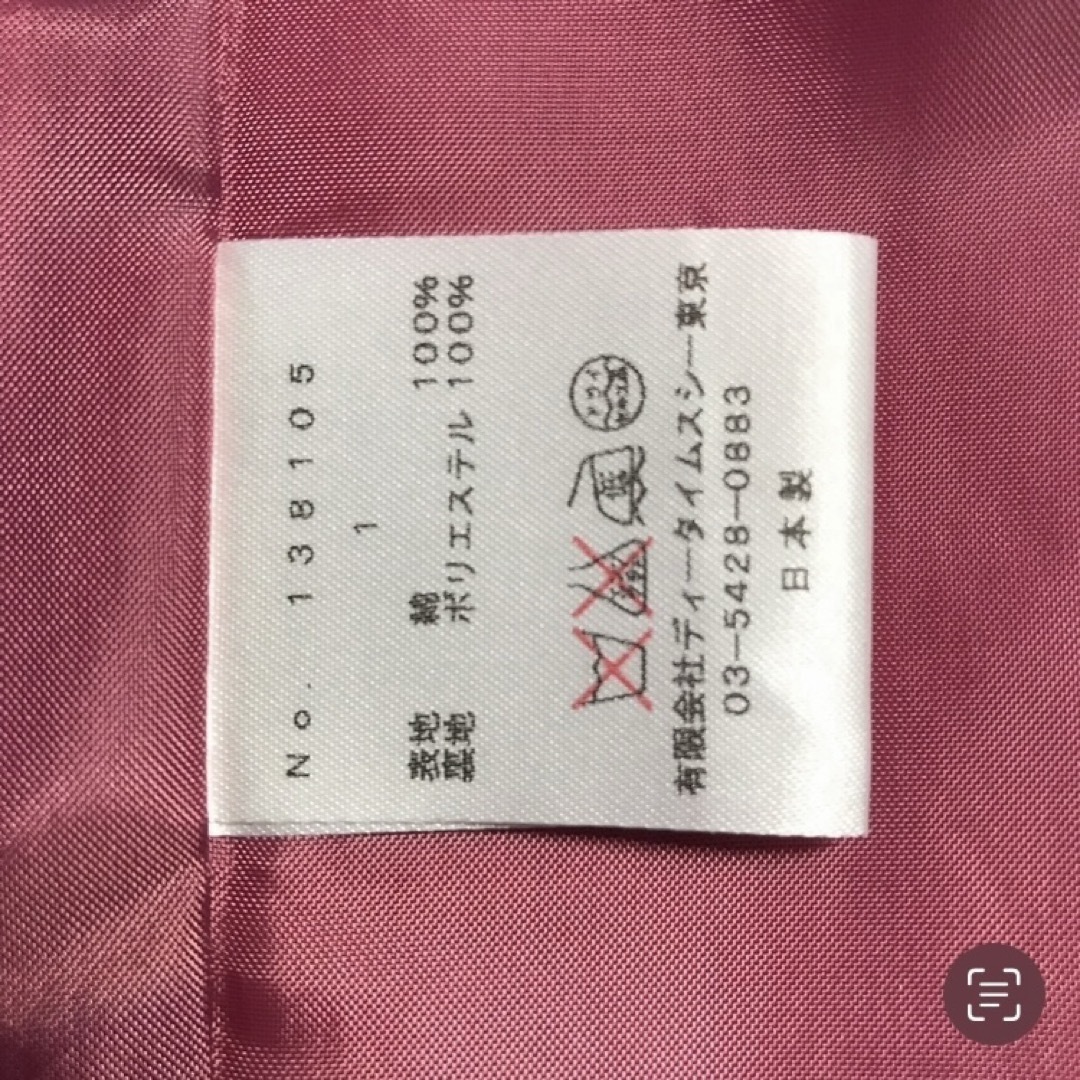 No. 138105
1
表地 綿 100%
裏地 ポリエステル 100%
低
有限会社ティータイムスシー東京
03-5428-0883
日本製